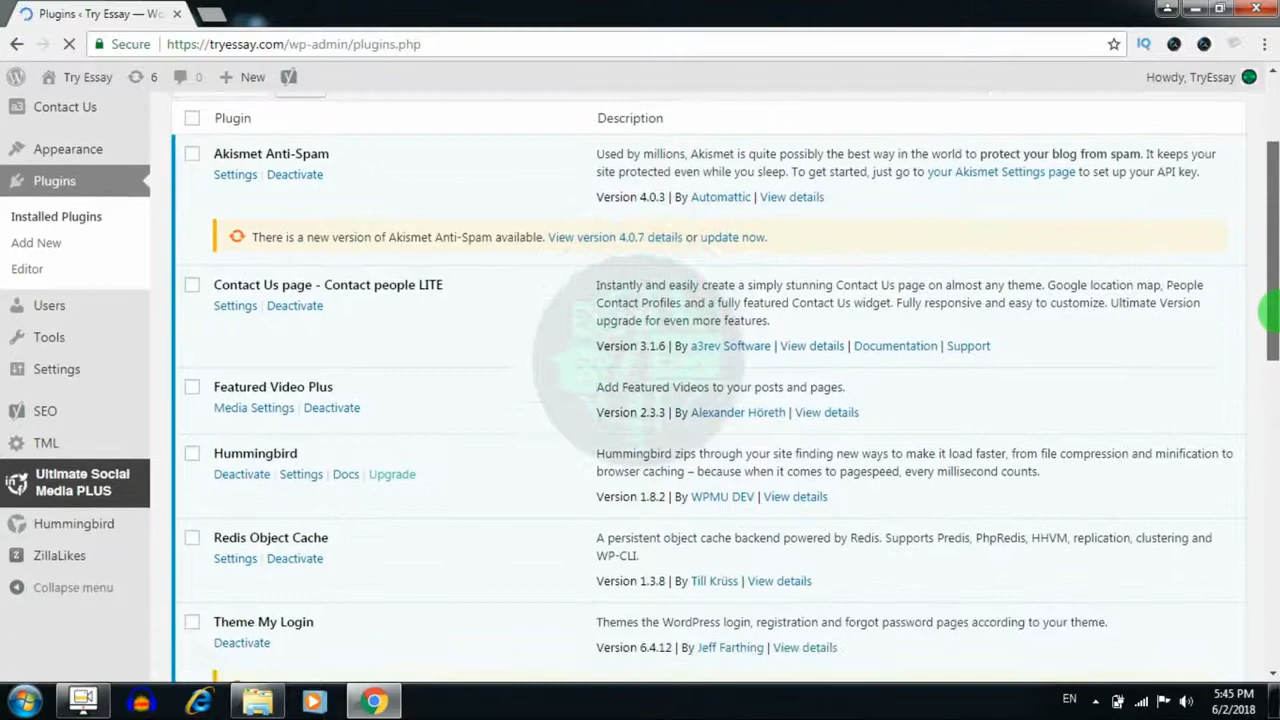 Plugins ‹ Try Essay — Wo
Secure
https://tryessay.com/wp-admin/plugins.php
IQ
Try Essay
6
0
New
Howdy, TryEssay
Contact Us
Appearance
Plugins
Installed Plugins
Add New
Editor
Users
Tools
Settings
SEO
TML
Ultimate Social
Media PLUS
Hummingbird
ZillaLikes
Collapse menu
Plugin
Description
Akismet Anti-Spam
Settings | Deactivate
Used by millions, Akismet is quite possibly the best way in the world to protect your blog from spam. It keeps your
site protected even while you sleep. To get started, just go to your Akismet Settings page to set up your API key.
Version 4.0.3 | By Automattic | View details
There is a new version of Akismet Anti-Spam available. View version 4.0.7 details or update now.
Contact Us page - Contact people LITE
Settings | Deactivate
Instantly and easily create a simply stunning Contact Us page on almost any theme. Google location map, People
Contact Profiles and a fully featured Contact Us widget. Fully responsive and easy to customize. Ultimate Version
upgrade for even more features.
Version 3.1.6 | By a3rev Software | View details | Documentation | Support
Featured Video Plus
Media Settings | Deactivate
Add Featured Videos to your posts and pages.
Version 2.3.3 | By Alexander Höreth | View details
Hummingbird
Deactivate | Settings | Docs | Upgrade
Hummingbird zips through your site finding new ways to make it load faster, from file compression and minification to
browser caching – because when it comes to pagespeed, every millisecond counts.
Version 1.8.2 | By WPMU DEV | View details
Redis Object Cache
Settings | Deactivate
A persistent object cache backend powered by Redis. Supports Predis, PhpRedis, HHVM, replication, clustering and
WP-CLI.
Version 1.3.8 | By Till Krüss | View details
Theme My Login
Deactivate
Themes the WordPress login, registration and forgot password pages according to your theme.
Version 6.4.12 | By Jeff Farthing | View details
EN
5:45 PM
6/2/2018